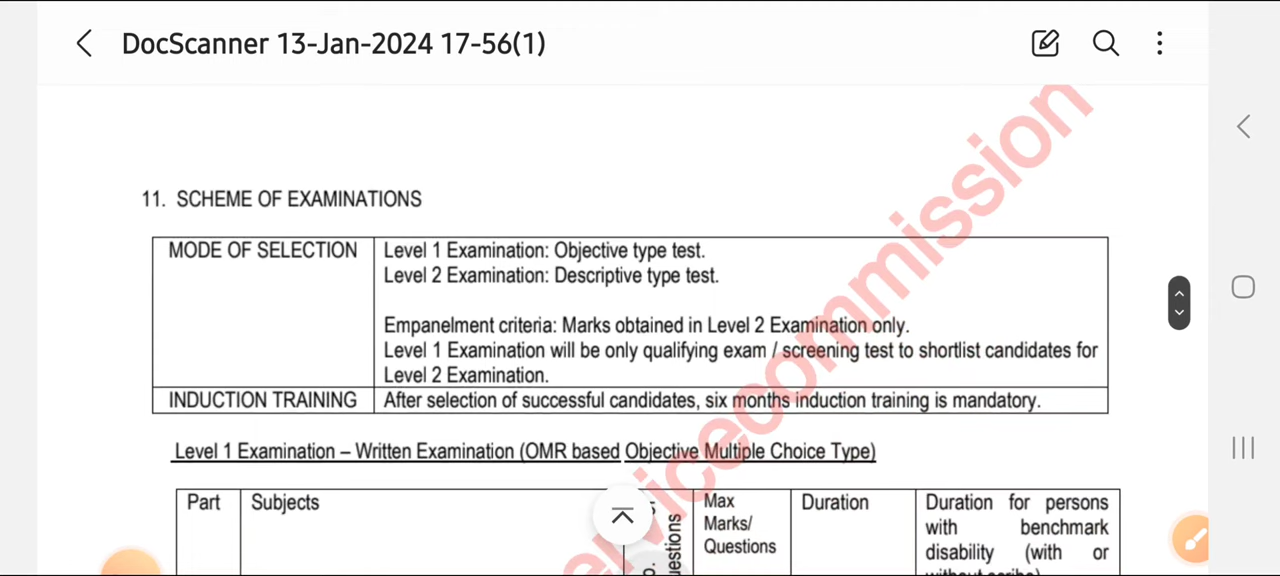 DocScanner 13-Jan-2024 17-56(1)
11. SCHEME OF EXAMINATIONS
MODE OF SELECTION
Level 1 Examination: Objective type test.
Level 2 Examination: Descriptive type test.
Empanelment criteria: Marks obtained in Level 2 Examination only.
Level 1 Examination will be only qualifying exam / screening test to shortlist candidates for
Level 2 Examination.
INDUCTION TRAINING
After selection of successful candidates, six months induction training is mandatory.
Level 1 Examination – Written Examination (OMR based Objective Multiple Choice Type)
Part
Subjects
Max
Marks/
Questions
Duration
Duration for persons
with benchmark
disability (with or